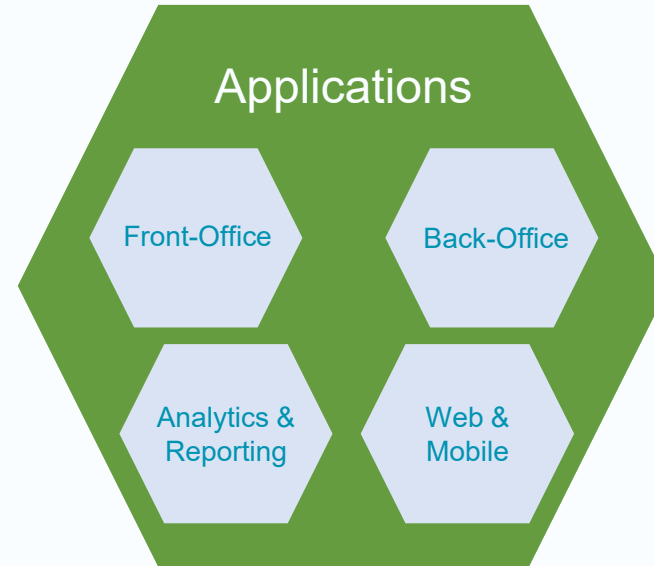 Applications
Front-Office
Back-Office
Analytics &
Reporting
Web &
Mobile